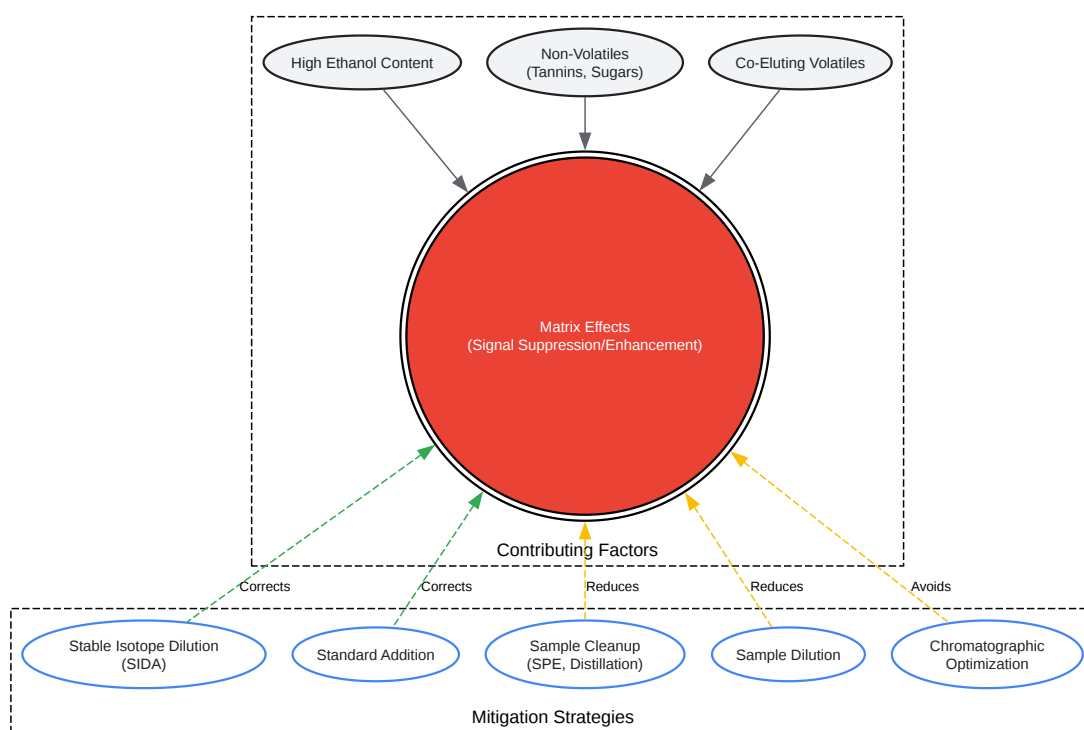 High Ethanol Content
Non-Volatiles
(Tannins, Sugars)
Co-Eluting Volatiles
Matrix Effects
(Signal Suppression/Enhancement)
Contributing Factors
Corrects
Corrects
Reduces
Reduces
Avoids
Stable Isotope Dilution
(SIDA)
Standard Addition
Sample Cleanup
(SPE, Distillation)
Sample Dilution
Chromatographic
Optimization
Mitigation Strategies